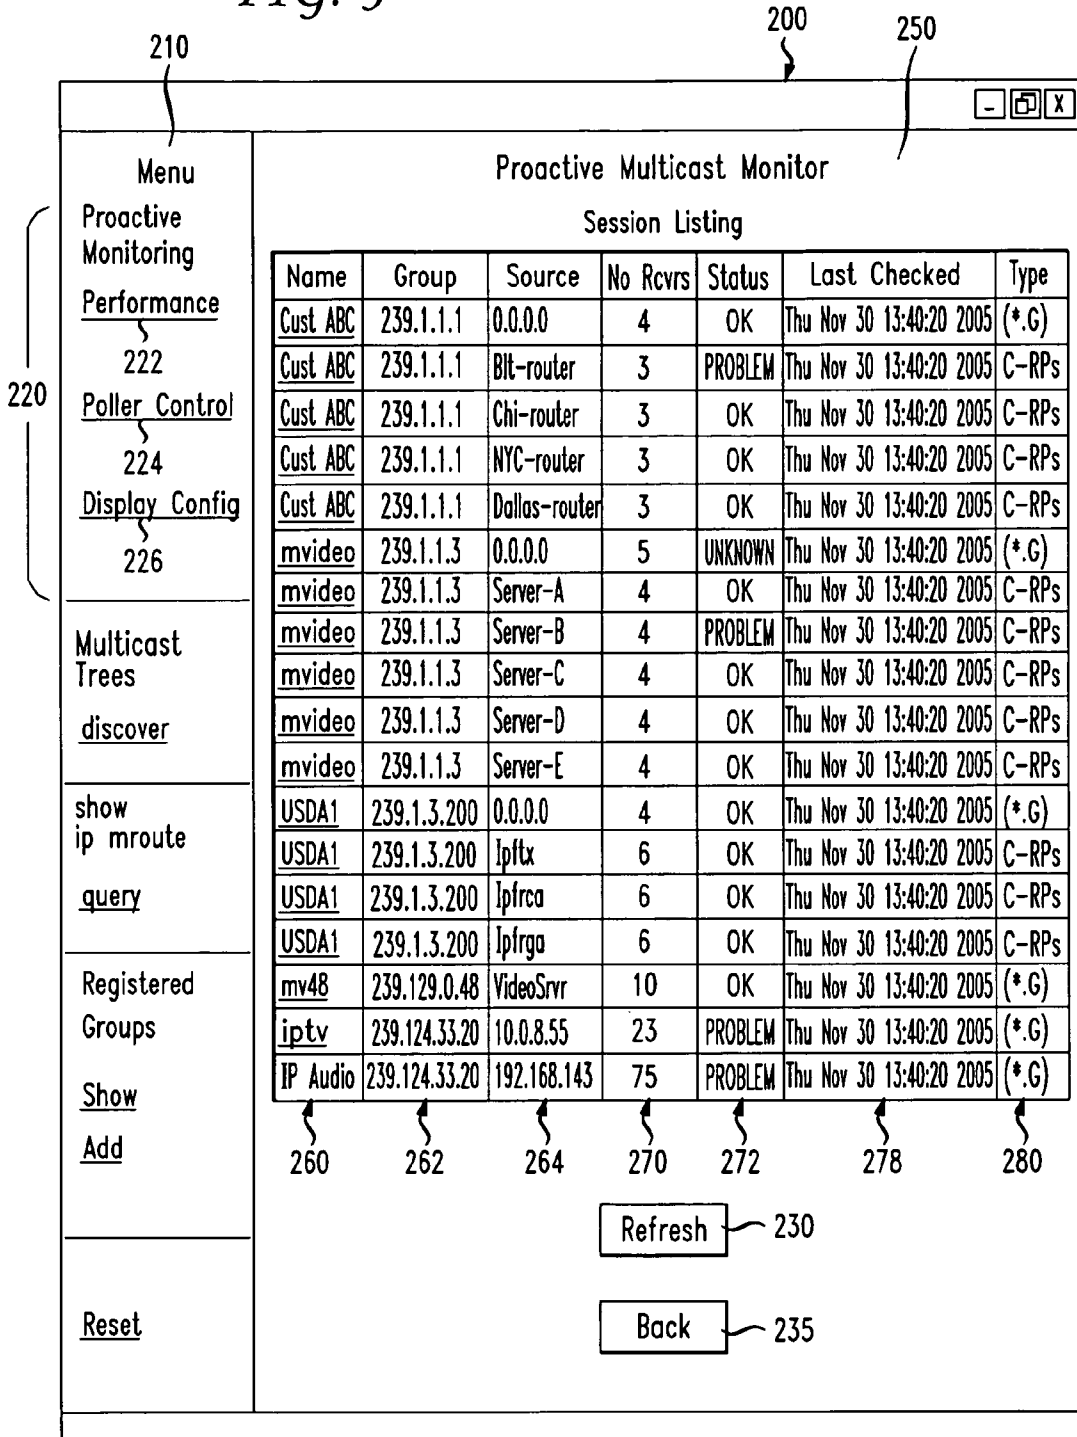 200
250
210
- X
Menu
Proactive
Monitoring
Performance
222
220
Poller Control
224
Display Config
226
Multicast
Trees
discover
show
ip mroute
query
Registered
Groups
Show
Add
Reset
Proactive Multicast Monitor
Session Listing
Name Group Source No Rcvrs Status Last Checked Type
Cust ABC 239.1.1.1 0.0.0.0 4 OK Thu Nov 30 13:40:20 2005 (*.G)
Cust ABC 239.1.1.1 Blt-router 3 PROBLEM Thu Nov 30 13:40:20 2005 C-RPs
Cust ABC 239.1.1.1 Chi-router 3 OK Thu Nov 30 13:40:20 2005 C-RPs
Cust ABC 239.1.1.1 NYC-router 3 OK Thu Nov 30 13:40:20 2005 C-RPs
Cust ABC 239.1.1.1 Dallas-router 3 OK Thu Nov 30 13:40:20 2005 C-RPs
mvideo 239.1.1.3 0.0.0.0 5 UNKNOWN Thu Nov 30 13:40:20 2005 (*.G)
mvideo 239.1.1.3 Server-A 4 OK Thu Nov 30 13:40:20 2005 C-RPs
mvideo 239.1.1.3 Server-B 4 PROBLEM Thu Nov 30 13:40:20 2005 C-RPs
mvideo 239.1.1.3 Server-C 4 OK Thu Nov 30 13:40:20 2005 C-RPs
mvideo 239.1.1.3 Server-D 4 OK Thu Nov 30 13:40:20 2005 C-RPs
mvideo 239.1.1.3 Server-E 4 OK Thu Nov 30 13:40:20 2005 C-RPs
USDA1 239.1.3.200 0.0.0.0 4 OK Thu Nov 30 13:40:20 2005 (*.G)
USDA1 239.1.3.200 Ipftx 6 OK Thu Nov 30 13:40:20 2005 C-RPs
USDA1 239.1.3.200 Ipfrca 6 OK Thu Nov 30 13:40:20 2005 C-RPs
USDA1 239.1.3.200 Ipfrga 6 OK Thu Nov 30 13:40:20 2005 C-RPs
mv48 239.129.0.48 VideoSrvr 10 OK Thu Nov 30 13:40:20 2005 (*.G)
iptv 239.124.33.20 10.0.8.55 23 PROBLEM Thu Nov 30 13:40:20 2005 (*.G)
IP Audio 239.124.33.20 192.168.143 75 PROBLEM Thu Nov 30 13:40:20 2005 (*.G)
260 262 264 270 272 278 280
Refresh 230
Back 235